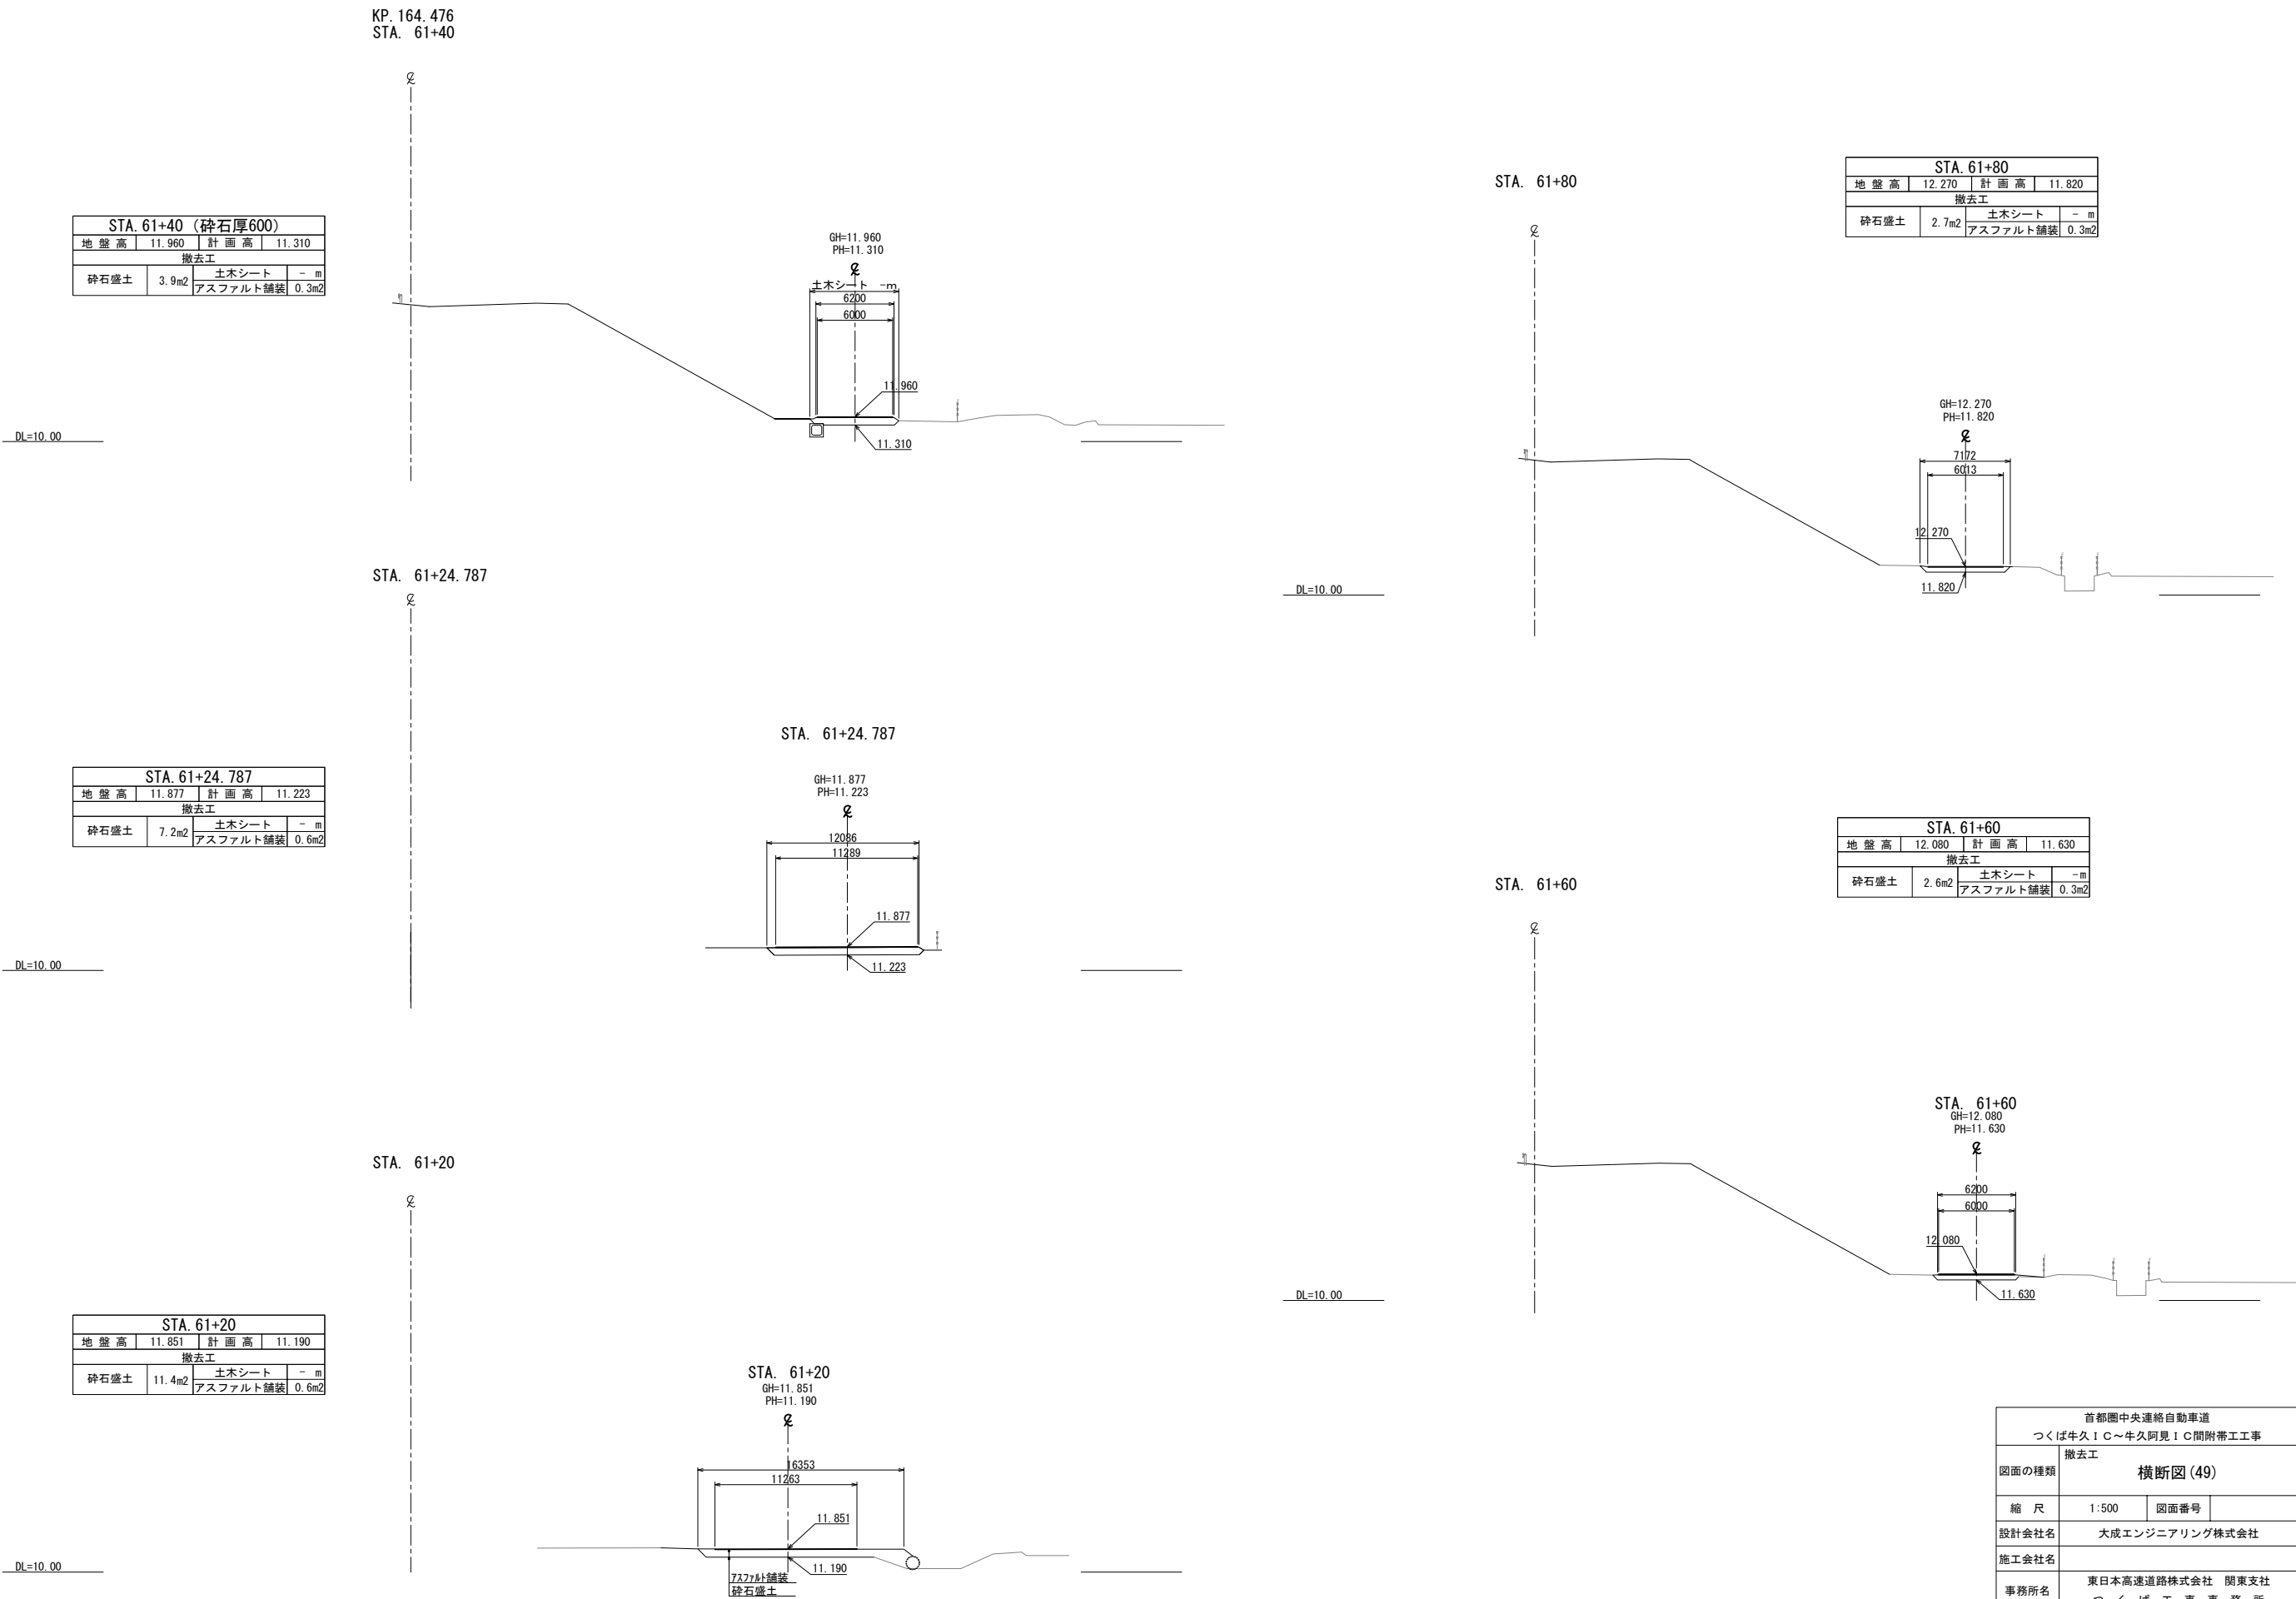 KP.164.476
STA. 61+40
STA.61+40 (砕石厚600)
地 盤 高 11.960 計 画 高 11.310
撤去工
砕石盛土 3.9m2 土木シート - m
アスファルト舗装 0.3m2
GH=11.960
PH=11.310
土木シート -m
6200
6000
11.960
11.310
DL=10.00
STA. 61+24.787
STA. 61+24.787
STA.61+24.787
地 盤 高 11.877 計 画 高 11.223
撤去工
砕石盛土 7.2m2 土木シート - m
アスファルト舗装 0.6m2
GH=11.877
PH=11.223
12086
11289
11.877
11.223
DL=10.00
STA. 61+20
STA.61+20
地 盤 高 11.851 計 画 高 11.190
撤去工
砕石盛土 11.4m2 土木シート - m
アスファルト舗装 0.6m2
STA. 61+20
GH=11.851
PH=11.190
16353
11263
11.851
11.190
ｱｽﾌｧﾙﾄ舗装
砕石盛土
DL=10.00
STA. 61+80
STA.61+80
地 盤 高 12.270 計 画 高 11.820
撤去工
砕石盛土 2.7m2 土木シート - m
アスファルト舗装 0.3m2
GH=12.270
PH=11.820
7172
6013
12.270
11.820
DL=10.00
STA.61+60
地 盤 高 12.080 計 画 高 11.630
撤去工
砕石盛土 2.6m2 土木シート -m
アスファルト舗装 0.3m2
STA. 61+60
STA. 61+60
GH=12.080
PH=11.630
6200
6000
12.080
11.630
DL=10.00
首都圏中央連絡自動車道
つくば牛久ＩＣ～牛久阿見ＩＣ間附帯工工事
図面の種類 撤去工
横断図(49)
縮 尺 1:500 図面番号
設計会社名 大成エンジニアリング株式会社
施工会社名
事務所名 東日本高速道路株式会社 関東支社
つ く ば 工 事 事 務 所